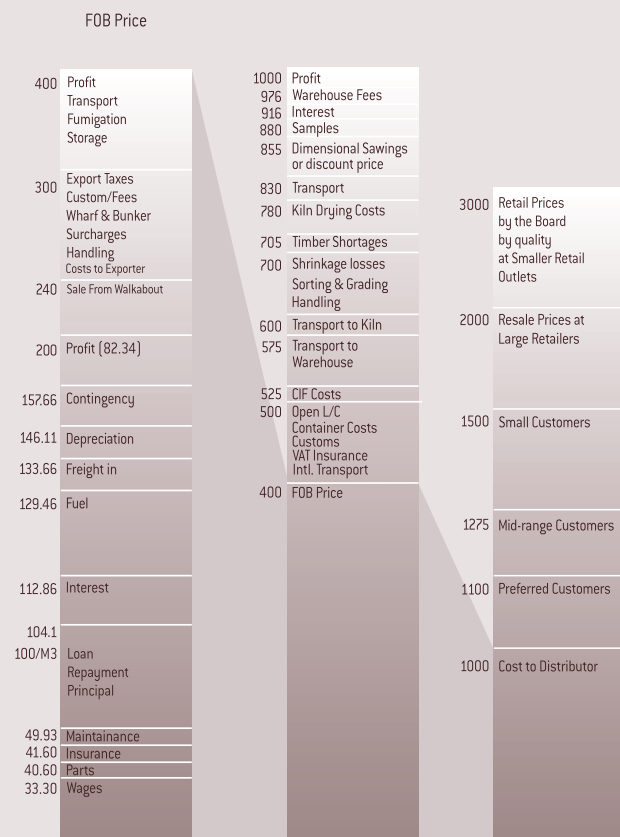 FOB Price
400 Profit
Transport
Fumigation
Storage
300 Export Taxes
Custom/Fees
Wharf & Bunker
Surcharges
Handling
Costs to Exporter
240 Sale From Walkabout
200 Profit (82.34)
157.66 Contingency
146.11 Depreciation
133.66 Freight in
129.46 Fuel
112.86 Interest
104.1
100/M3 Loan
Repayment
Principal
49.93 Maintainance
41.60 Insurance
40.60 Parts
33.30 Wages
1000 Profit
976 Warehouse Fees
916 Interest
880 Samples
855 Dimensional Sawings
or discount price
830 Transport
780 Kiln Drying Costs
705 Timber Shortages
700 Shrinkage losses
Sorting & Grading
Handling
600 Transport to Kiln
575 Transport to
Warehouse
525 CIF Costs
500 Open L/C
Container Costs
Customs
VAT Insurance
Intl. Transport
400 FOB Price
3000 Retail Prices
by the Board
by quality
at Smaller Retail
Outlets
2000 Resale Prices at
Large Retailers
1500 Small Customers
1275 Mid-range Customers
1100 Preferred Customers
1000 Cost to Distributor